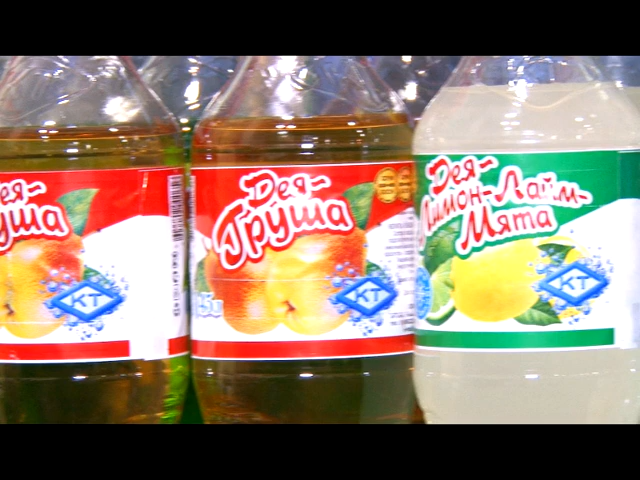 Дея-
Груша
КТ
Дея-
Груша
КТ
Дея-
Лимон-Лайм-
Мята
КТ